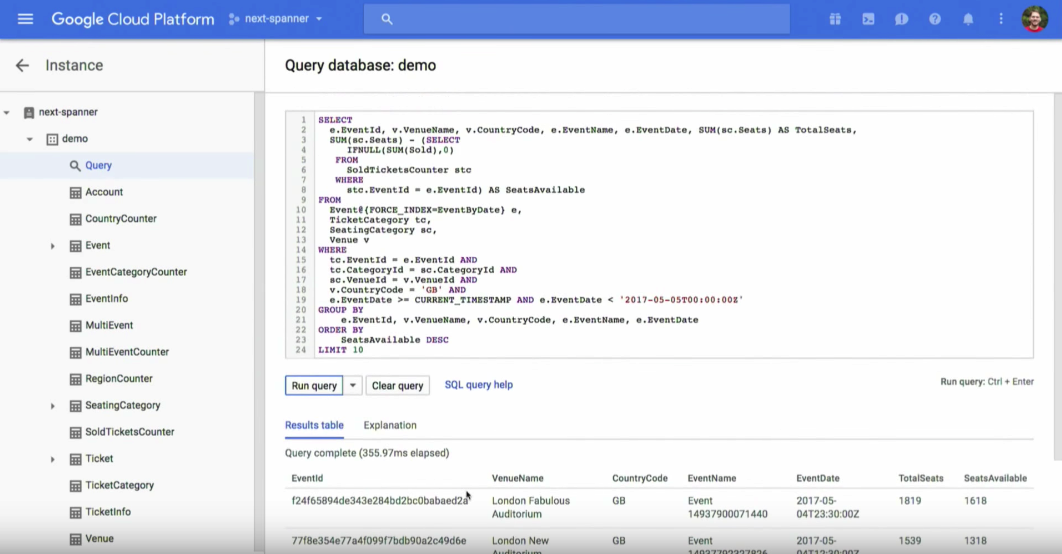 Google Cloud Platform next-spanner
Instance
Query database: demo
next-spanner
demo
Query
Account
CountryCounter
Event
EventCategoryCounter
EventInfo
MultiEvent
MultiEventCounter
RegionCounter
SeatingCategory
SoldTicketsCounter
Ticket
TicketCategory
TicketInfo
Venue
1 SELECT
2 e.EventId, v.VenueName, v.CountryCode, e.EventName, e.EventDate, SUM(sc.Seats) AS TotalSeats,
3 SUM(sc.Seats) - (SELECT
4 IFNULL(SUM(Sold),0)
5 FROM
6 SoldTicketsCounter stc
7 WHERE
8 stc.EventId = e.EventId) AS SeatsAvailable
9 FROM
10 Event@{FORCE_INDEX=EventByDate} e,
11 TicketCategory tc,
12 SeatingCategory sc,
13 Venue v
14 WHERE
15 tc.EventId = e.EventId AND
16 tc.CategoryId = sc.CategoryId AND
17 sc.VenueId = v.VenueId AND
18 v.CountryCode = 'GB' AND
19 e.EventDate >= CURRENT_TIMESTAMP AND e.EventDate < '2017-05-05T00:00:00Z'
20 GROUP BY
21 e.EventId, v.VenueName, v.CountryCode, e.EventName, e.EventDate
22 ORDER BY
23 SeatsAvailable DESC
24 LIMIT 10
Run query Clear query SQL query help Run query: Ctrl + Enter
Results table Explanation
Query complete (355.97ms elapsed)
EventId VenueName CountryCode EventName EventDate TotalSeats SeatsAvailable
f24f65894de343e284bd2bc0babaed2a London Fabulous GB Event 2017-05- 1819 1618
Auditorium 14937900071440 04T23:30:00Z
77f8e354e77a4f099f7bdb90a2c49d6e London New GB Event 2017-05- 1539 1318
Auditorium